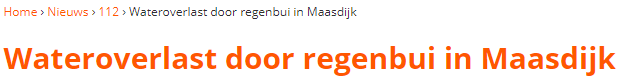 Home › Nieuws › 112 › Wateroverlast door regenbui in Maasdijk
Wateroverlast door regenbui in Maasdijk